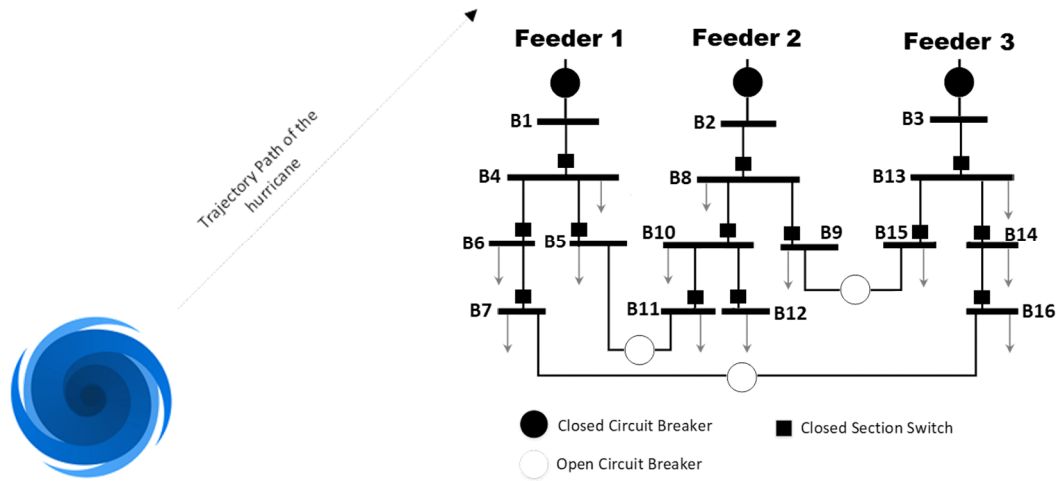 Feeder 1
Feeder 2
Feeder 3
Trajectory Path of the
hurricane
B1
B2
B3
B4
B8
B13
B6
B5
B10
B9
B15
B14
B7
B11
B12
B16
Closed Circuit Breaker
Closed Section Switch
Open Circuit Breaker